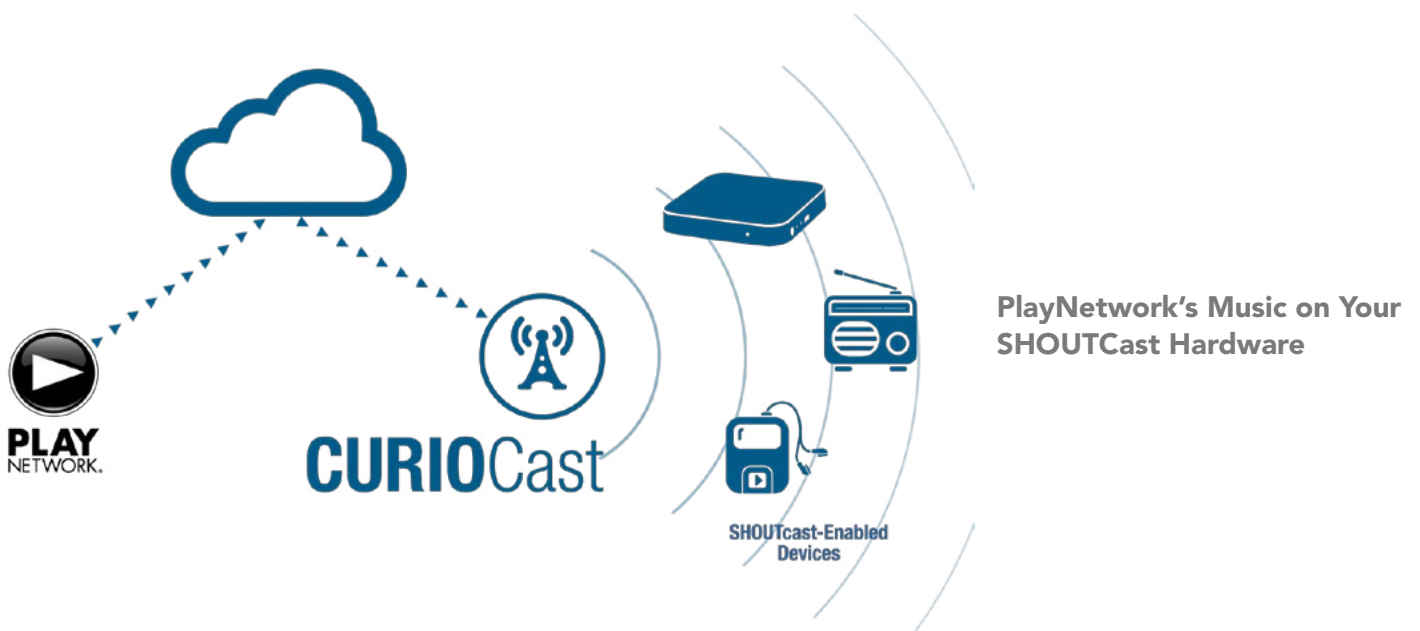 PLAY
NETWORK.
CURIOCast
SHOUTcast-Enabled
Devices
PlayNetwork’s Music on Your
SHOUTCast Hardware